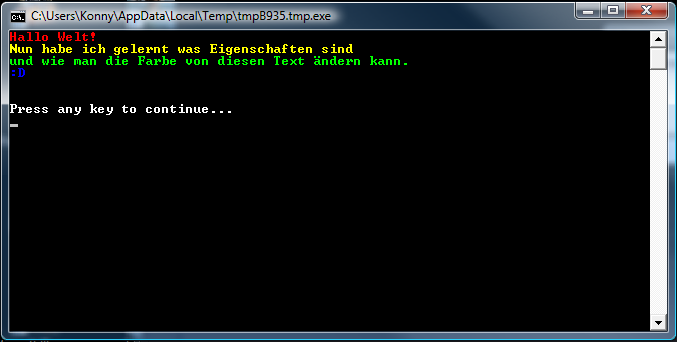 C:\Users\Konny\AppData\Local\Temp\tmpB935.tmp.exe
Hallo Welt!
Nun habe ich gelernt was Eigenschaften sind
und wie man die Farbe von diesen Text ändern kann.
:D
Press any key to continue...